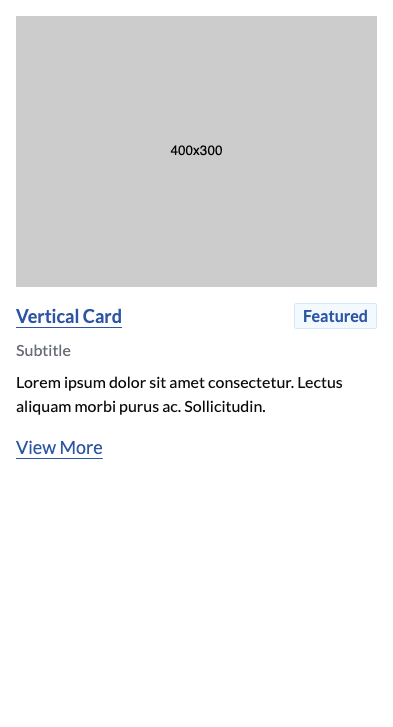 400x300
Vertical Card
Featured
Subtitle
Lorem ipsum dolor sit amet consectetur. Lectus
aliquam morbi purus ac. Sollicitudin.
View More